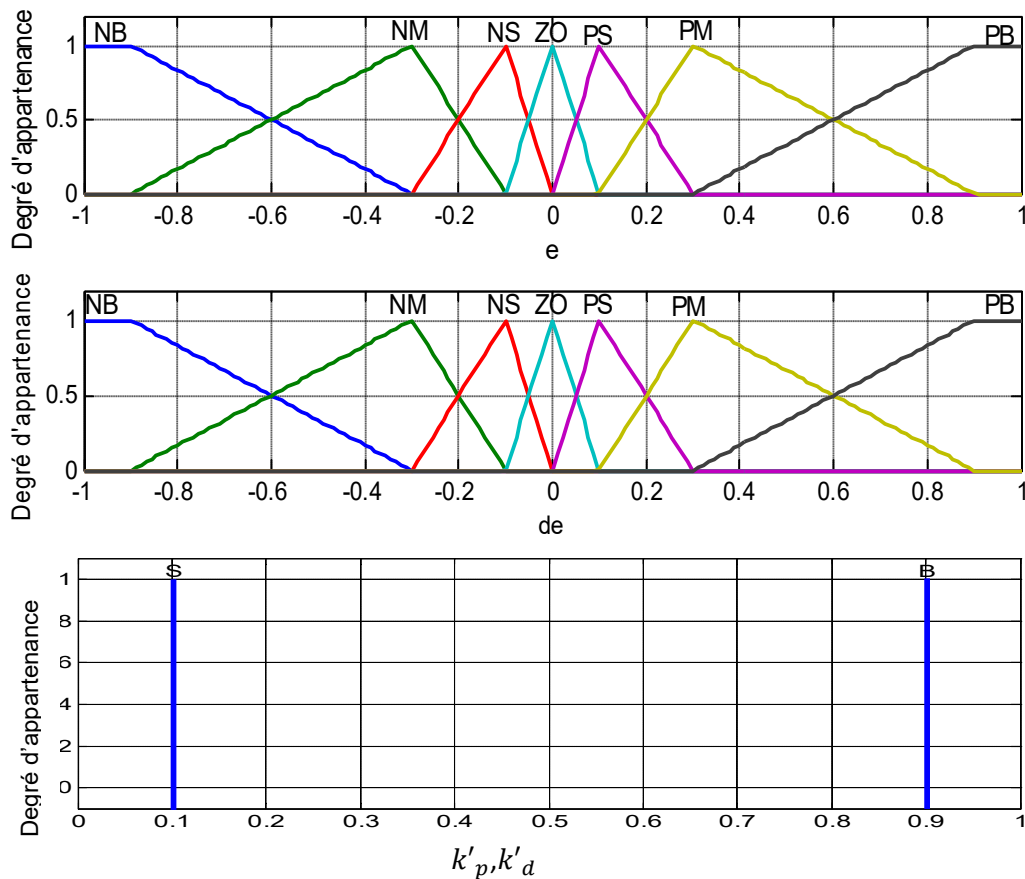 NB NM NS ZO PS PM PB
Degré d'appartenance
1
0.5
0
-1 -0.8 -0.6 -0.4 -0.2 0 0.2 0.4 0.6 0.8 1
e
NB NM NS ZO PS PM PB
Degré d'appartenance
1
0.5
0
-1 -0.8 -0.6 -0.4 -0.2 0 0.2 0.4 0.6 0.8 1
de
S B
Degré d'appartenance
1
8
6
4
2
0
0 0.1 0.2 0.3 0.4 0.5 0.6 0.7 0.8 0.9 1
k'p,k'd